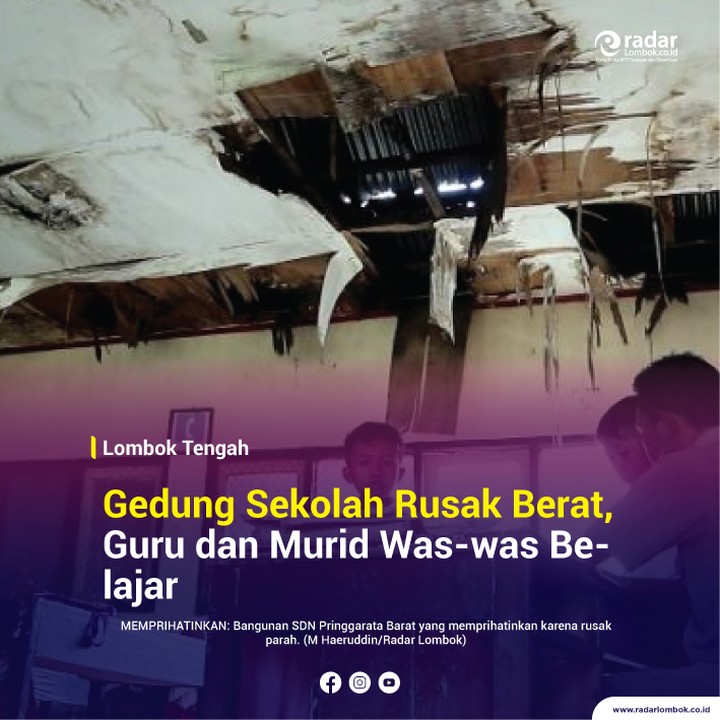 radar
Lombok.co.id
Lombok Tengah
Gedung Sekolah Rusak Berat,
Guru dan Murid Was-was Be-
lajar
MEMPRIHATINKAN: Bangunan SDN Pringgarata Barat yang memprihatinkan karena rusak
parah. (M Haeruddin/Radar Lombok)
www.radarlombok.co.id